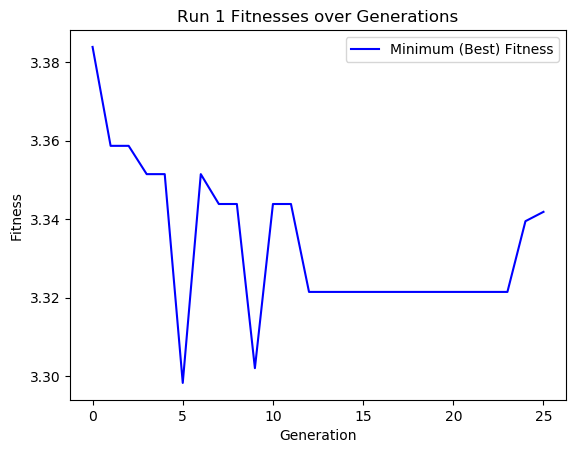 Run 1 Fitnesses over Generations
Minimum (Best) Fitness
Fitness
3.38
3.36
3.34
3.32
3.30
0 5 10 15 20 25
Generation